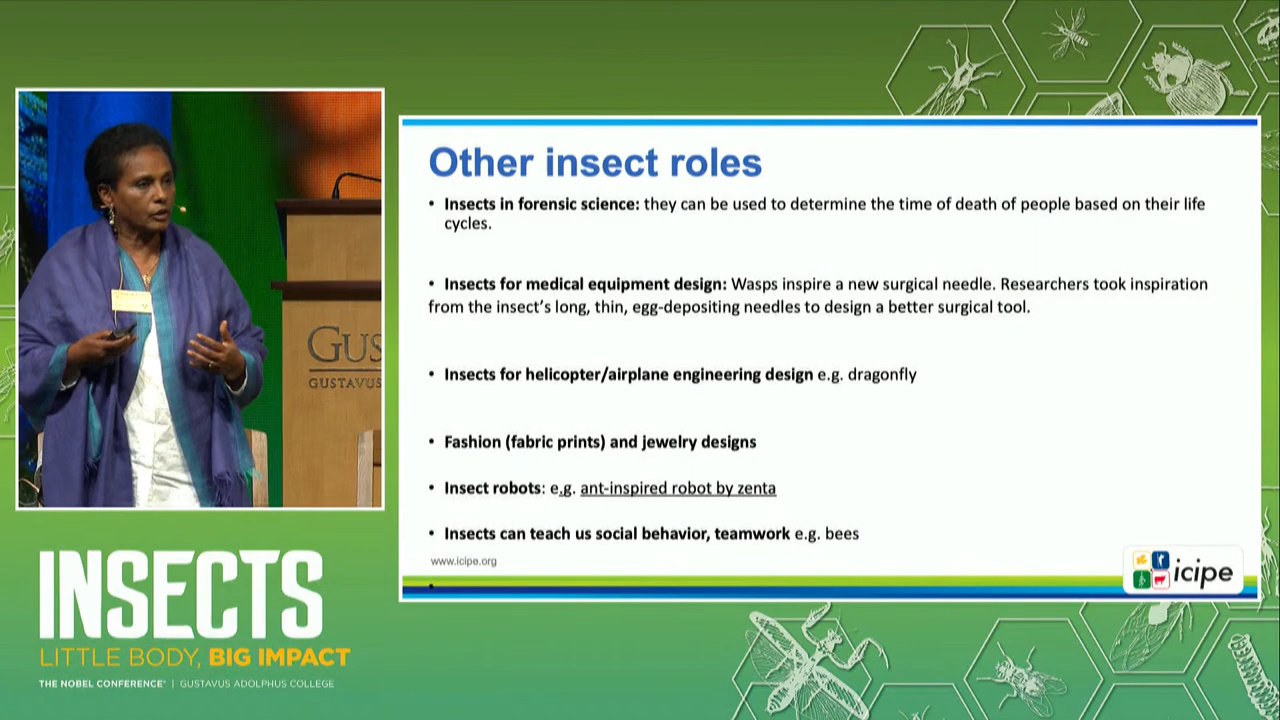 Other insect roles
• Insects in forensic science: they can be used to determine the time of death of people based on their life
cycles.
• Insects for medical equipment design: Wasps inspire a new surgical needle. Researchers took inspiration
from the insect's long, thin, egg-depositing needles to design a better surgical tool.
• Insects for helicopter/airplane engineering design e.g. dragonfly
• Fashion (fabric prints) and jewelry designs
• Insect robots: e.g. ant-inspired robot by zenta
• Insects can teach us social behavior, teamwork e.g. bees
www.icipe.org
•
icipe
GUS
GUSTAVUS
INSECTS
LITTLE BODY, BIG IMPACT
THE NOBEL CONFERENCE® | GUSTAVUS ADOLPHUS COLLEGE